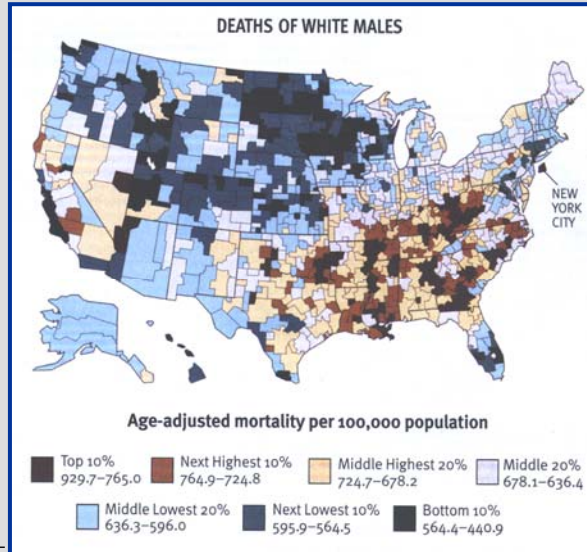 DEATHS OF WHITE MALES
NEW
YORK
CITY
Age-adjusted mortality per 100,000 population
Top 10%
929.7–765.0
Next Highest 10%
764.9–724.8
Middle Highest 20%
724.7–678.2
Middle 20%
678.1–636.4
Middle Lowest 20%
636.3–596.0
Next Lowest 10%
595.9–564.5
Bottom 10%
564.4–440.9